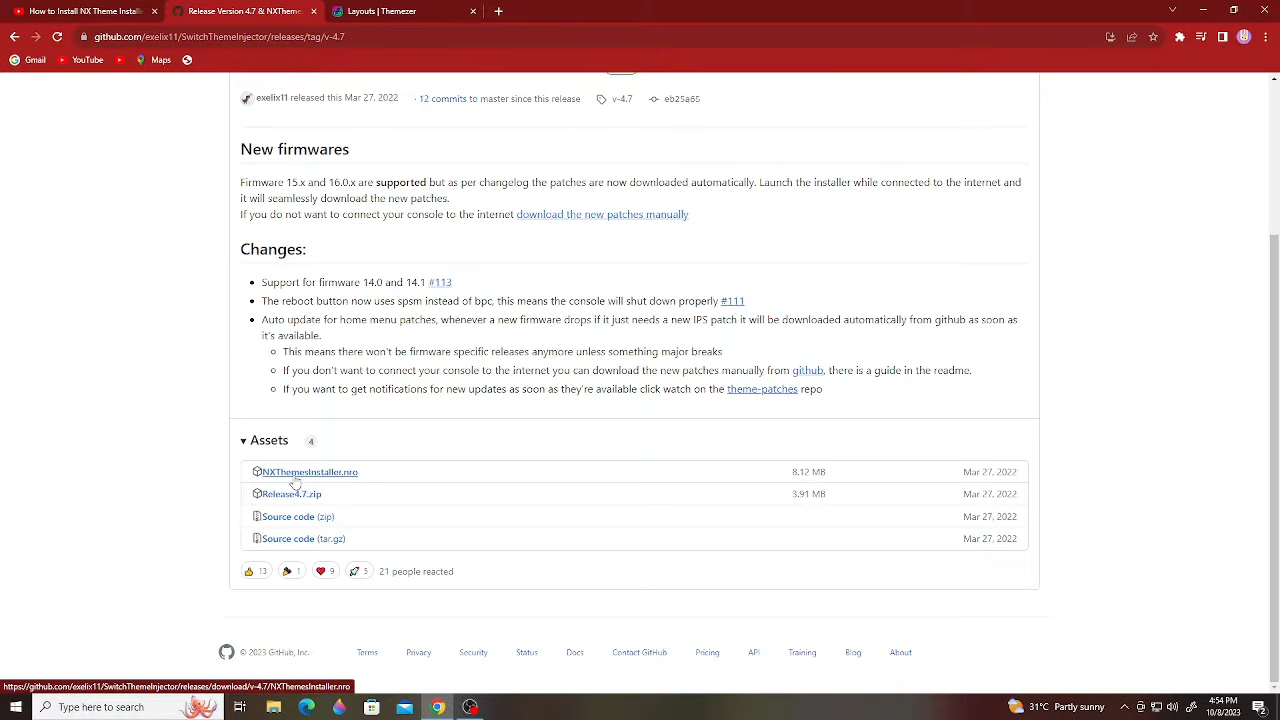 How to Install NX Theme Installe
Release Version 4.7 & NXTheme
Layouts | Themezer
github.com/exelix11/SwitchThemeInjector/releases/tag/v-4.7
Gmail
YouTube
Maps
exelix11 released this Mar 27, 2022
· 12 commits to master since this release
v-4.7
eb25a65
New firmwares
Firmware 15.x and 16.0.x are supported but as per changelog the patches are now downloaded automatically. Launch the installer while connected to the internet and
it will seamlessly download the new patches.
If you do not want to connect your console to the internet download the new patches manually
Changes:
• Support for firmware 14.0 and 14.1 #113
• The reboot button now uses spsm instead of bpc, this means the console will shut down properly #111
• Auto update for home menu patches, whenever a new firmware drops if it just needs a new IPS patch it will be downloaded automatically from github as soon as
it's available.
○ This means there won't be firmware specific releases anymore unless something major breaks
○ If you don't want to connect your console to the internet you can download the new patches manually from github, there is a guide in the readme.
○ If you want to get notifications for new updates as soon as they're available click watch on the theme-patches repo
▾ Assets 4
NXThemesInstaller.nro 8.12 MB Mar 27, 2022
Release4.7.zip 3.91 MB Mar 27, 2022
Source code (zip) Mar 27, 2022
Source code (tar.gz) Mar 27, 2022
13 1 9 5 21 people reacted
© 2023 GitHub, Inc. Terms Privacy Security Status Docs Contact GitHub Pricing API Training Blog About
https://github.com/exelix11/SwitchThemeInjector/releases/download/v-4.7/NXThemesInstaller.nro
Type here to search
31°C Partly sunny
4:54 PM
10/8/2023